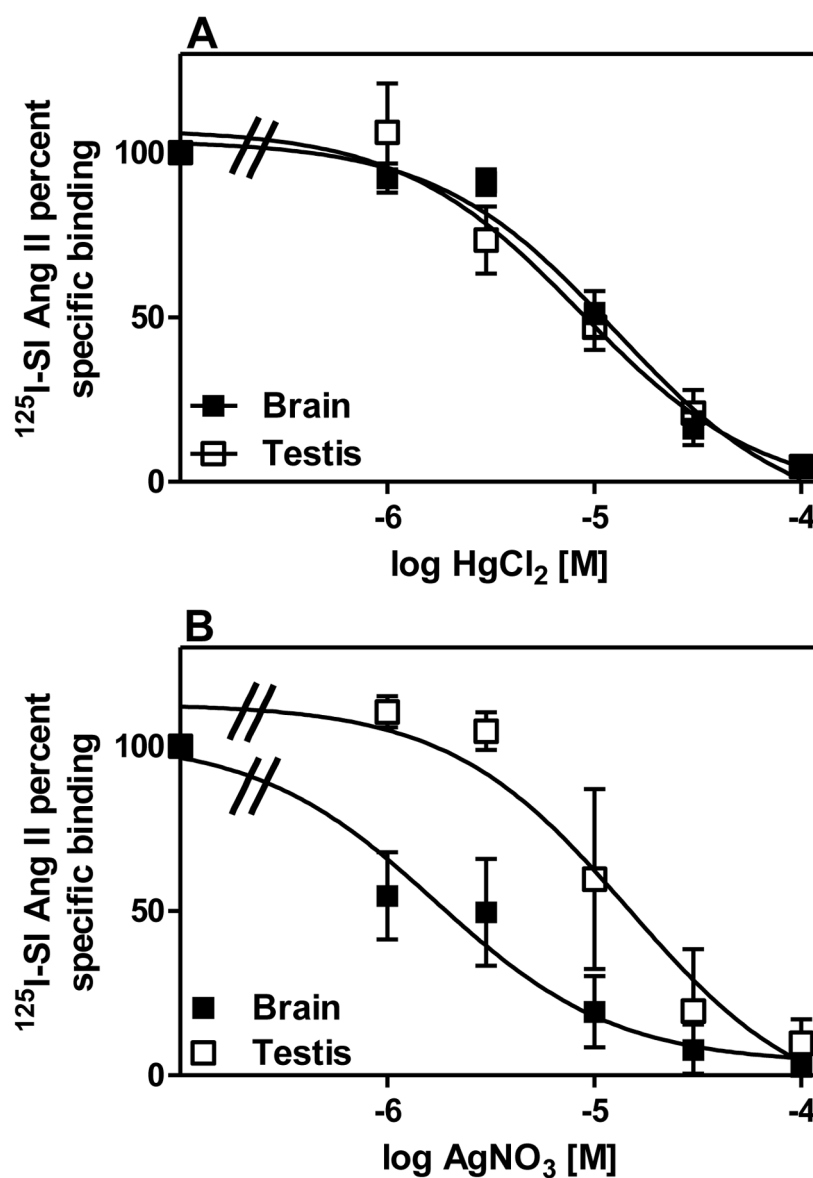 A
¹²⁵I-SI Ang II percent
specific binding
100
50
0
Brain
Testis
-6
-5
-4
log HgCl₂ [M]
B
¹²⁵I-SI Ang II percent
specific binding
100
50
0
Brain
Testis
-6
-5
-4
log AgNO₃ [M]